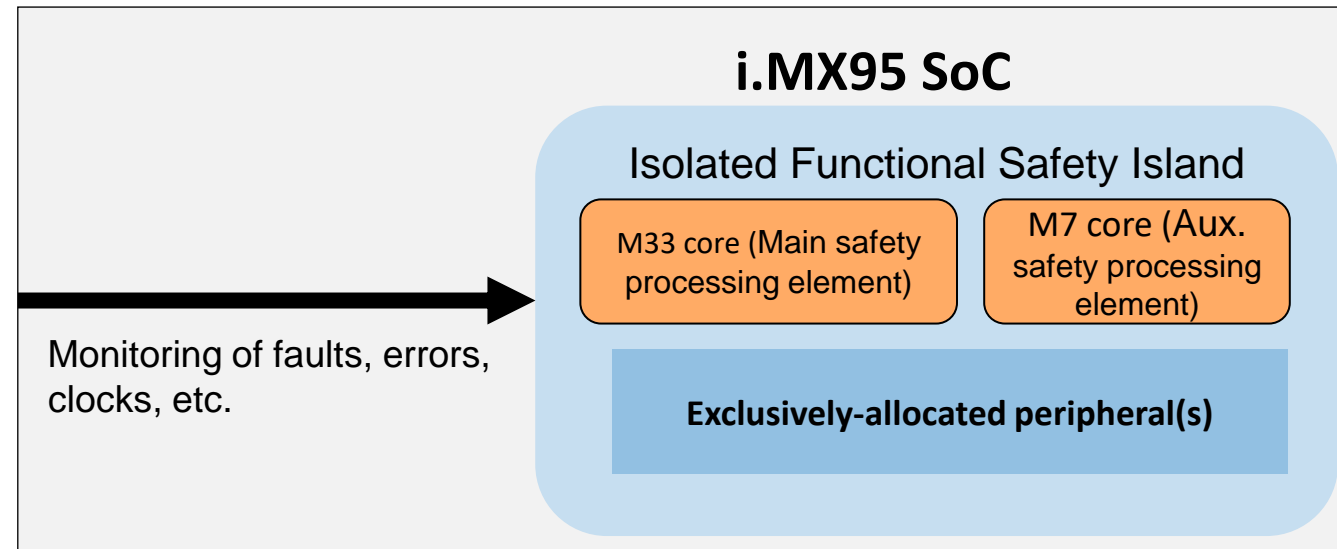 i.MX95 SoC
Isolated Functional Safety Island
M33 core (Main safety
processing element)
M7 core (Aux.
safety processing
element)
Monitoring of faults, errors,
clocks, etc.
Exclusively-allocated peripheral(s)